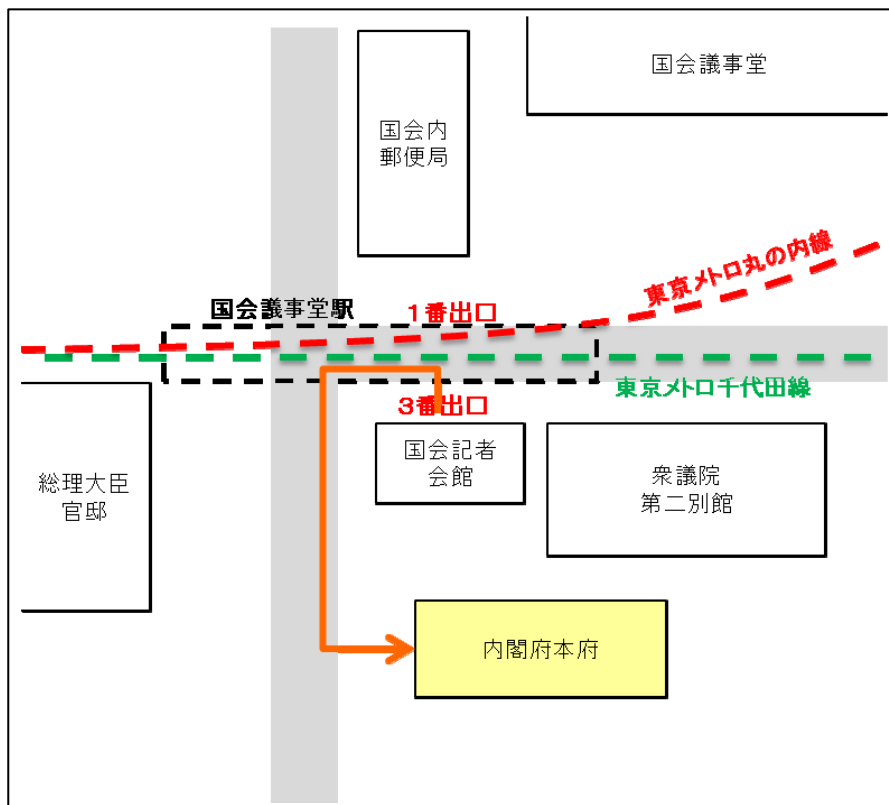 国会議事堂
国会内
郵便局
東京メトロ丸の内線
国会議事堂駅
1番出口
東京メトロ千代田線
3番出口
国会記者
会館
総理大臣
官邸
衆議院
第二別館
内閣府本府